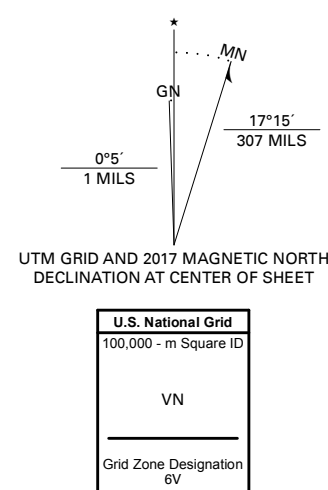 ★
MN
GN
17°15´
307 MILS
0°5´
1 MILS
UTM GRID AND 2017 MAGNETIC NORTH
DECLINATION AT CENTER OF SHEET
U.S. National Grid
100,000 - m Square ID
VN
Grid Zone Designation
6V